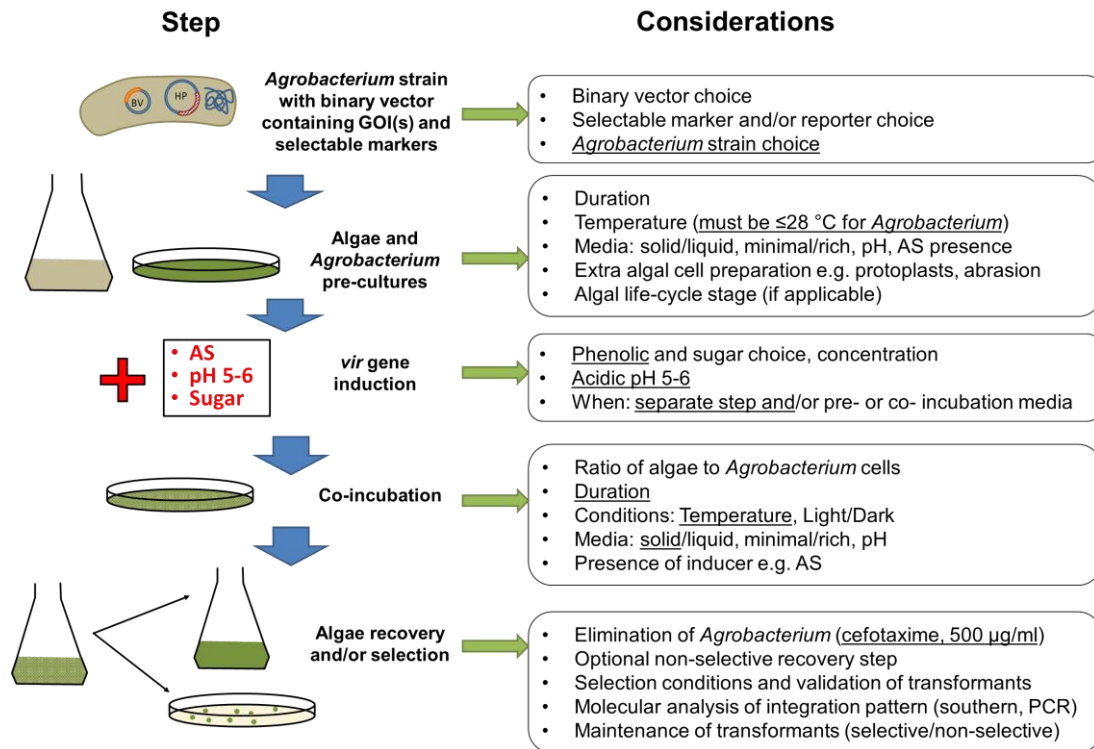 Step
Considerations
BV
HP
Agrobacterium strain
with binary vector
containing GOI(s) and
selectable markers
• Binary vector choice
• Selectable marker and/or reporter choice
• Agrobacterium strain choice
Algae and
Agrobacterium
pre-cultures
• Duration
• Temperature (must be ≤28 °C for Agrobacterium)
• Media: solid/liquid, minimal/rich, pH, AS presence
• Extra algal cell preparation e.g. protoplasts, abrasion
• Algal life-cycle stage (if applicable)
• AS
• pH 5-6
• Sugar
vir gene
induction
• Phenolic and sugar choice, concentration
• Acidic pH 5-6
• When: separate step and/or pre- or co- incubation media
Co-incubation
• Ratio of algae to Agrobacterium cells
• Duration
• Conditions: Temperature, Light/Dark
• Media: solid/liquid, minimal/rich, pH
• Presence of inducer e.g. AS
Algae recovery
and/or selection
• Elimination of Agrobacterium (cefotaxime, 500 µg/ml)
• Optional non-selective recovery step
• Selection conditions and validation of transformants
• Molecular analysis of integration pattern (southern, PCR)
• Maintenance of transformants (selective/non-selective)